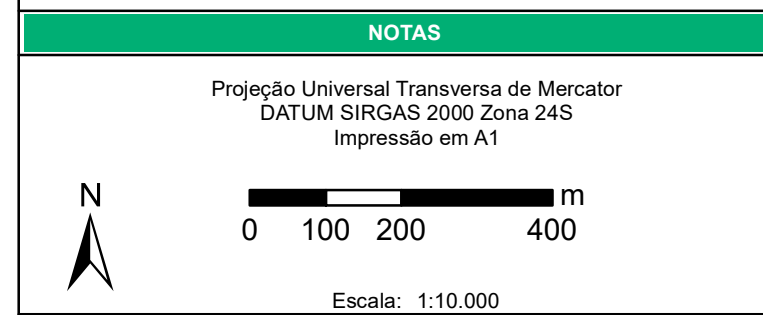 NOTAS
Projeção Universal Transversa de Mercator
DATUM SIRGAS 2000 Zona 24S
Impressão em A1
N
m
0 100 200 400
Escala: 1:10.000